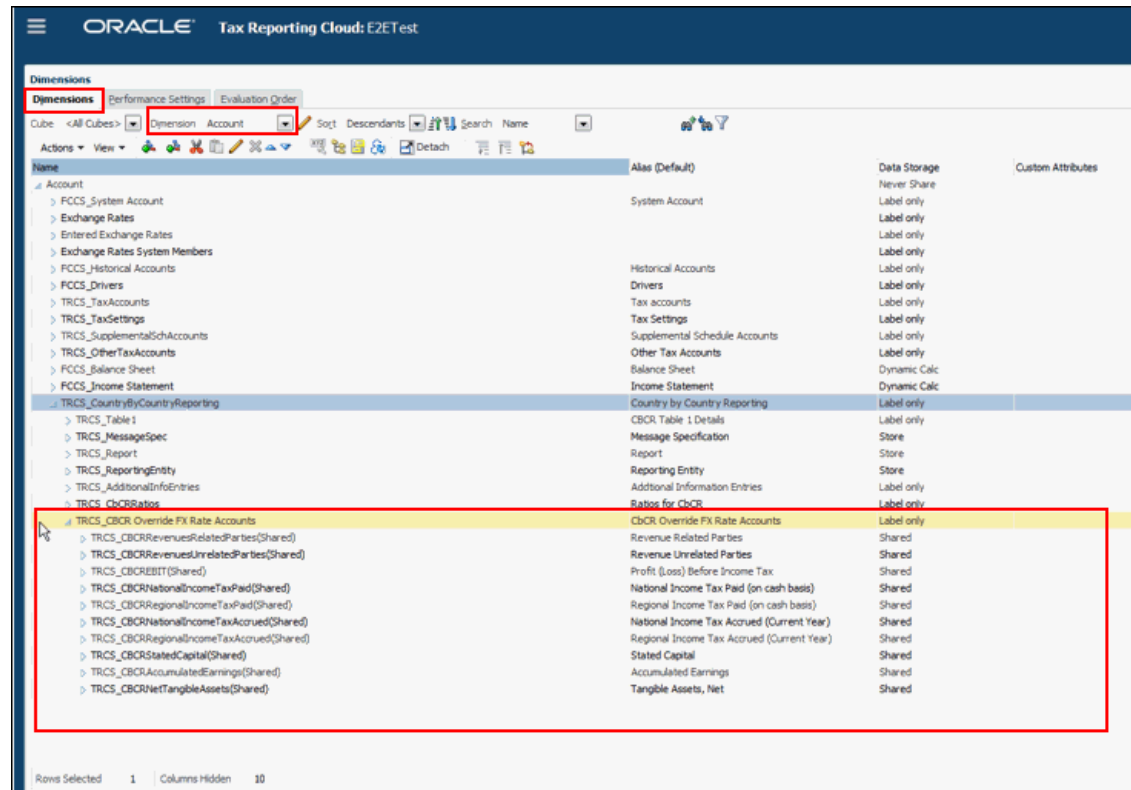 ORACLE Tax Reporting Cloud: E2ETest
Dimensions
Dimensions Performance Settings Evaluation Order
Cube <All Cubes> Dimension Account Sort Descendants Search Name
Actions View Detach
Name Alias (Default) Data Storage Custom Attributes
Account Never Share
FCCS_System Account System Account Label only
Exchange Rates Label only
Entered Exchange Rates Label only
Exchange Rates System Members Label only
FCCS_Historical Accounts Historical Accounts Label only
FCCS_Drivers Drivers Label only
TRCS_TaxAccounts Tax accounts Label only
TRCS_TaxSettings Tax Settings Label only
TRCS_SupplementalSchAccounts Supplemental Schedule Accounts Label only
TRCS_OtherTaxAccounts Other Tax Accounts Label only
FCCS_Balance Sheet Balance Sheet Dynamic Calc
FCCS_Income Statement Income Statement Dynamic Calc
TRCS_CountryByCountryReporting Country by Country Reporting Label only
TRCS_Table1 CBCR Table 1 Details Label only
TRCS_MessageSpec Message Specification Store
TRCS_Report Report Store
TRCS_ReportingEntity Reporting Entity Store
TRCS_AdditionalInfoEntries Addtional Information Entries Label only
TRCS_CbCRRatios Ratios for CbCR Label only
TRCS_CBCR Override FX Rate Accounts CbCR Override FX Rate Accounts Label only
TRCS_CBCRRevenuesRelatedParties(Shared) Revenue Related Parties Shared
TRCS_CBCRRevenuesUnrelatedParties(Shared) Revenue Unrelated Parties Shared
TRCS_CBCREBIT(Shared) Profit (Loss) Before Income Tax Shared
TRCS_CBCRNationalIncomeTaxPaid(Shared) National Income Tax Paid (on cash basis) Shared
TRCS_CBCRRegionalIncomeTaxPaid(Shared) Regional Income Tax Paid (on cash basis) Shared
TRCS_CBCRNationalIncomeTaxAccrued(Shared) National Income Tax Accrued (Current Year) Shared
TRCS_CBCRRegionalIncomeTaxAccrued(Shared) Regional Income Tax Accrued (Current Year) Shared
TRCS_CBCRStatedCapital(Shared) Stated Capital Shared
TRCS_CBCRAccumulatedEarnings(Shared) Accumulated Earnings Shared
TRCS_CBCRNetTangibleAssets(Shared) Tangible Assets, Net Shared
Rows Selected 1 Columns Hidden 10